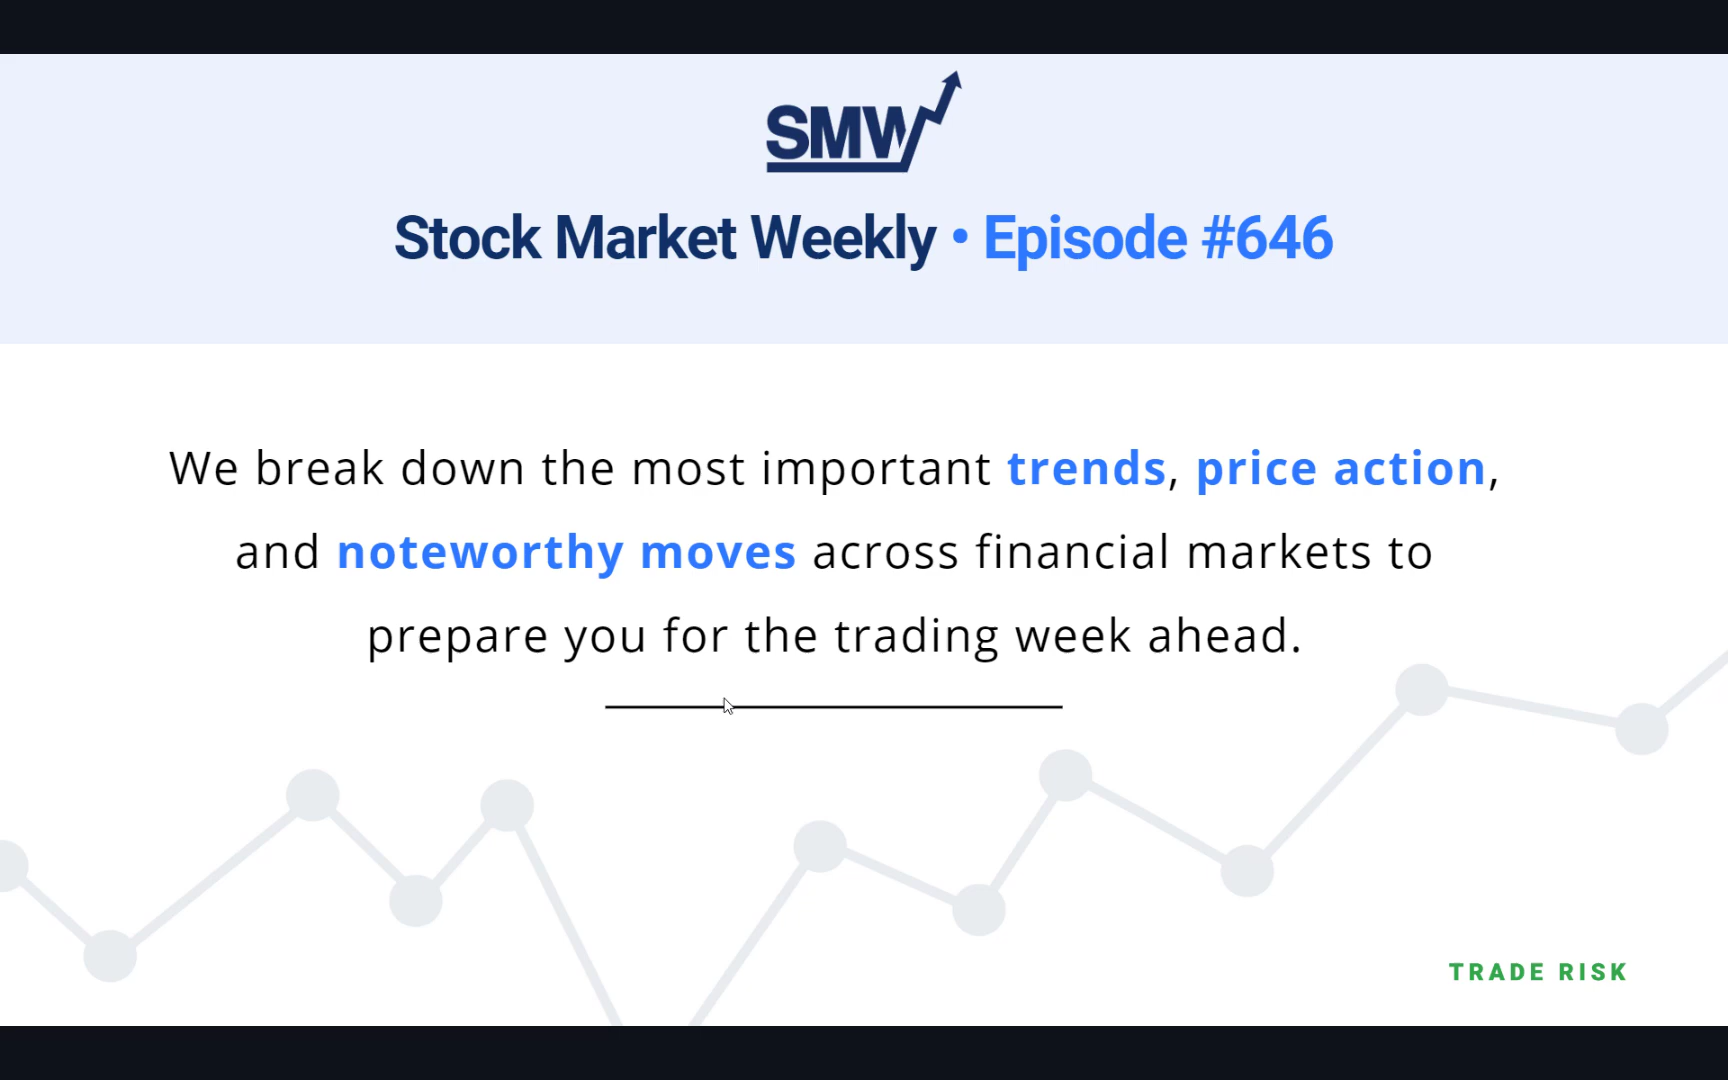 SMW
Stock Market Weekly • Episode #646
We break down the most important trends, price action,
and noteworthy moves across financial markets to
prepare you for the trading week ahead.
TRADE RISK